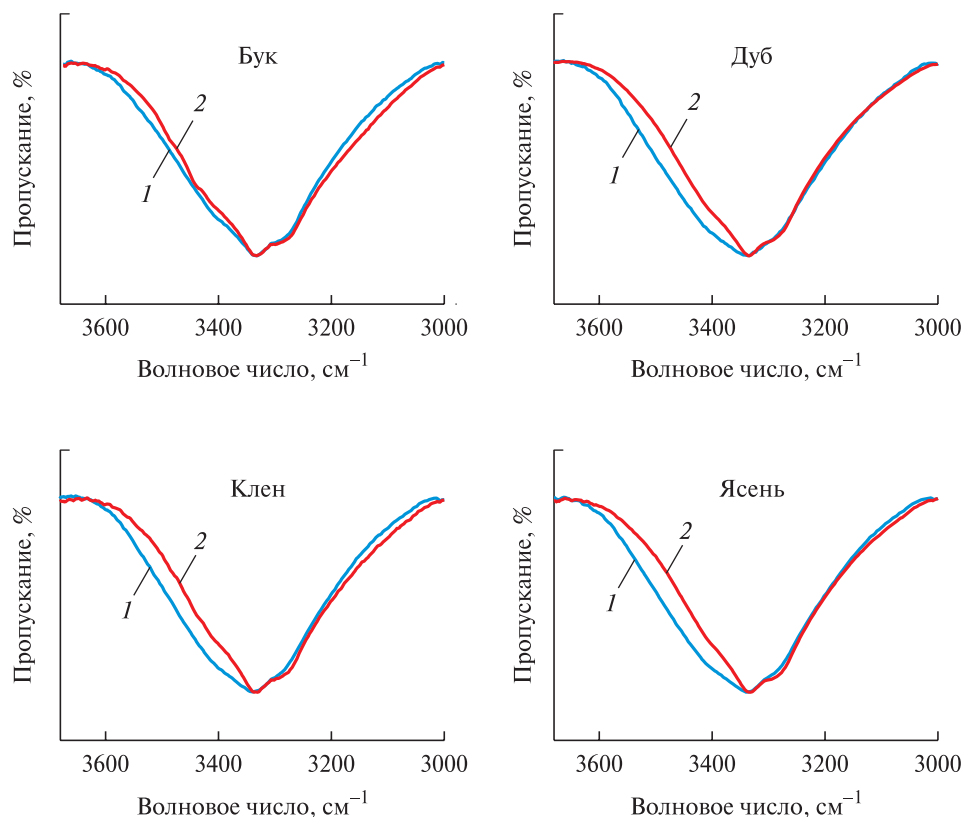 Бук
Пропускание, %
2
1
3600 3400 3200 3000
Волновое число, см⁻¹
Дуб
Пропускание, %
2
1
3600 3400 3200 3000
Волновое число, см⁻¹
Клен
Пропускание, %
2
1
3600 3400 3200 3000
Волновое число, см⁻¹
Ясень
Пропускание, %
2
1
3600 3400 3200 3000
Волновое число, см⁻¹